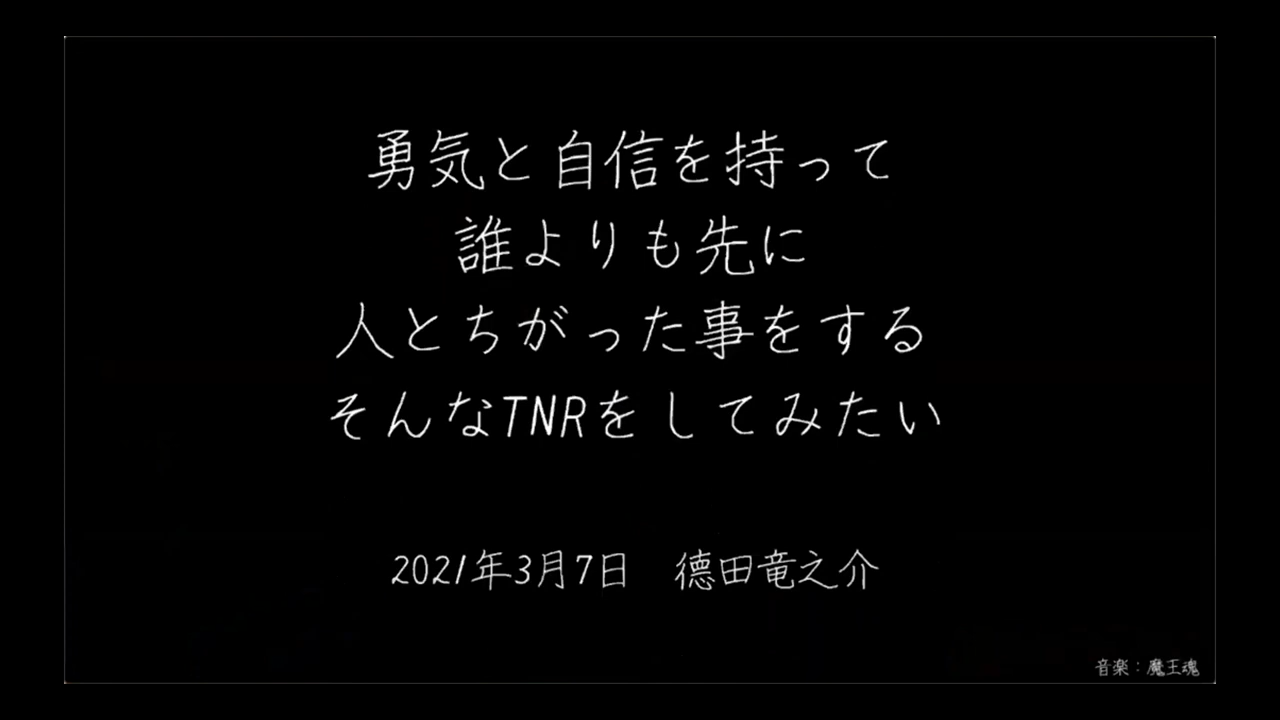 勇気と自信を持って
誰よりも先に
人とちがった事をする
そんなTNRをしてみたい
2021年3月7日　徳田竜之介
音楽：魔王魂